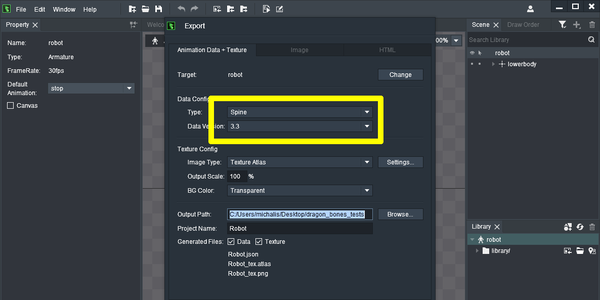 File Edit Window Help
Property
Name: robot
Type: Armature
FrameRate: 30fps
Default Animation: stop
Canvas
Welco
Export
Animation Data + Texture Image HTML
Target: robot Change
Data Config
Type: Spine
Data Version: 3.3
Texture Config
Image Type: Texture Atlas Settings...
Output Scale: 100 %
BG Color: Transparent
Output Path: C:/Users/michalis/Desktop/dragon_bones_tests Browse...
Project Name: Robot
Generated Files: Data Texture
Robot.json
Robot_tex.atlas
Robot_tex.png
00%
Scene Draw Order
Search Library
robot
lowerbody
Library
robot
library/